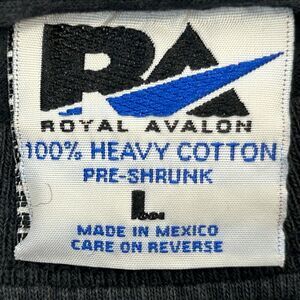 RA
ROYAL AVALON
100% HEAVY COTTON
PRE-SHRUNK
L
MADE IN MEXICO
CARE ON REVERSE